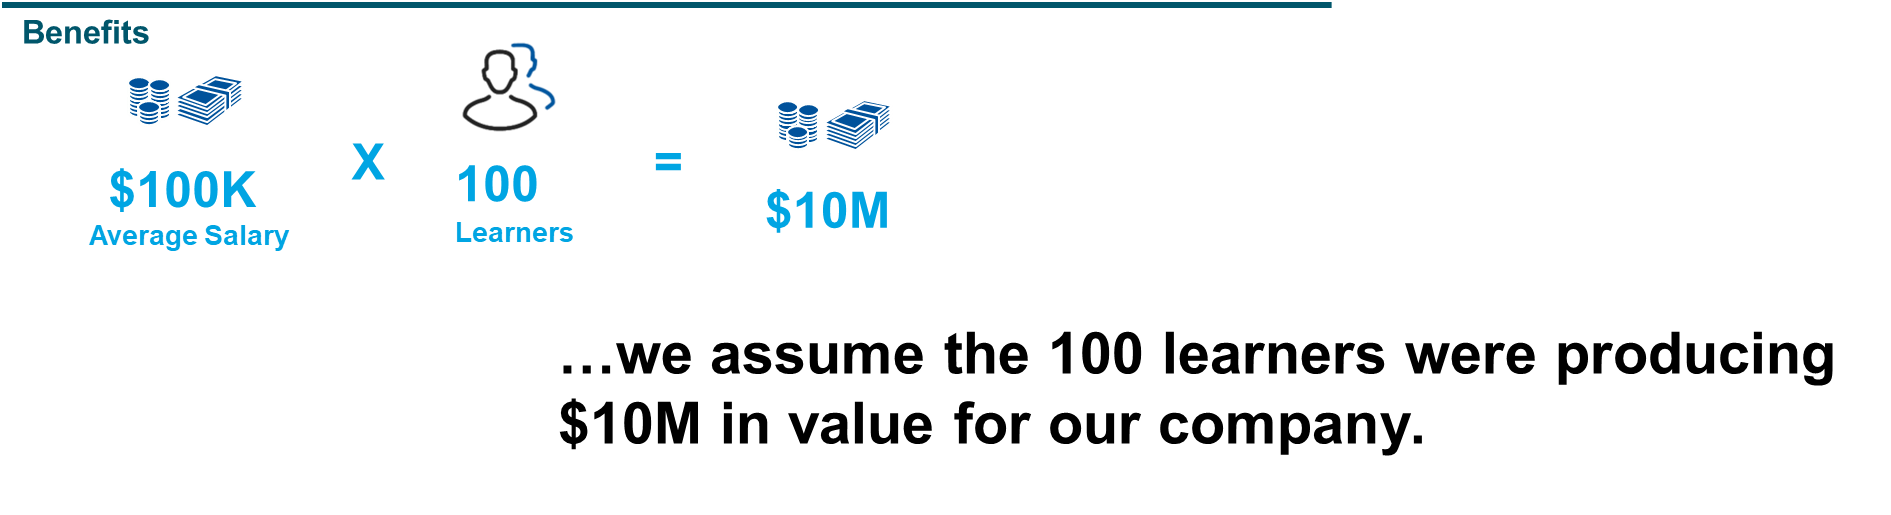 Benefits
$100K
Average Salary
X
100
Learners
=
$10M
…we assume the 100 learners were producing
$10M in value for our company.